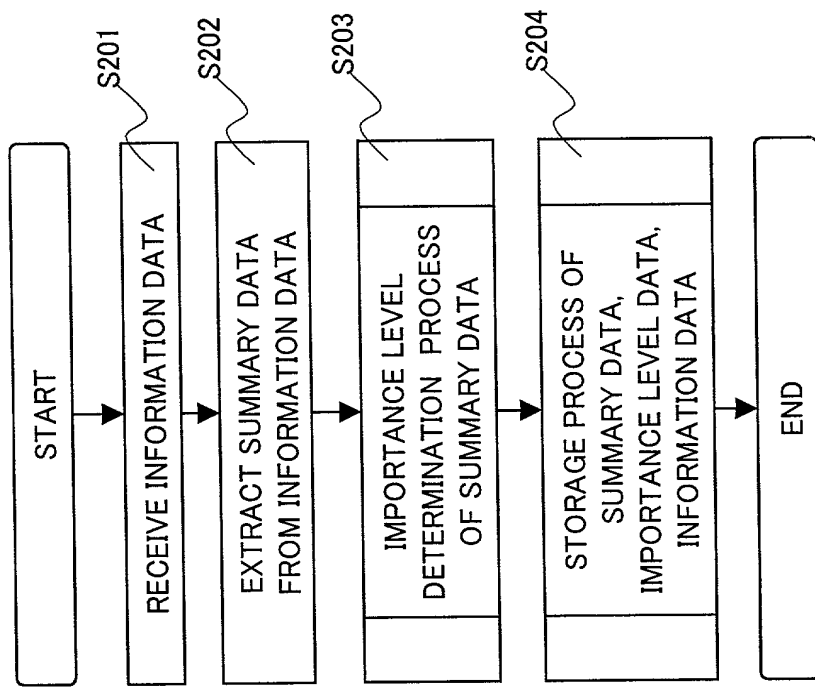 START
S201
RECEIVE INFORMATION DATA
S202
EXTRACT SUMMARY DATA
FROM INFORMATION DATA
S203
IMPORTANCE LEVEL
DETERMINATION PROCESS
OF SUMMARY DATA
S204
STORAGE PROCESS OF
SUMMARY DATA,
IMPORTANCE LEVEL DATA,
INFORMATION DATA
END